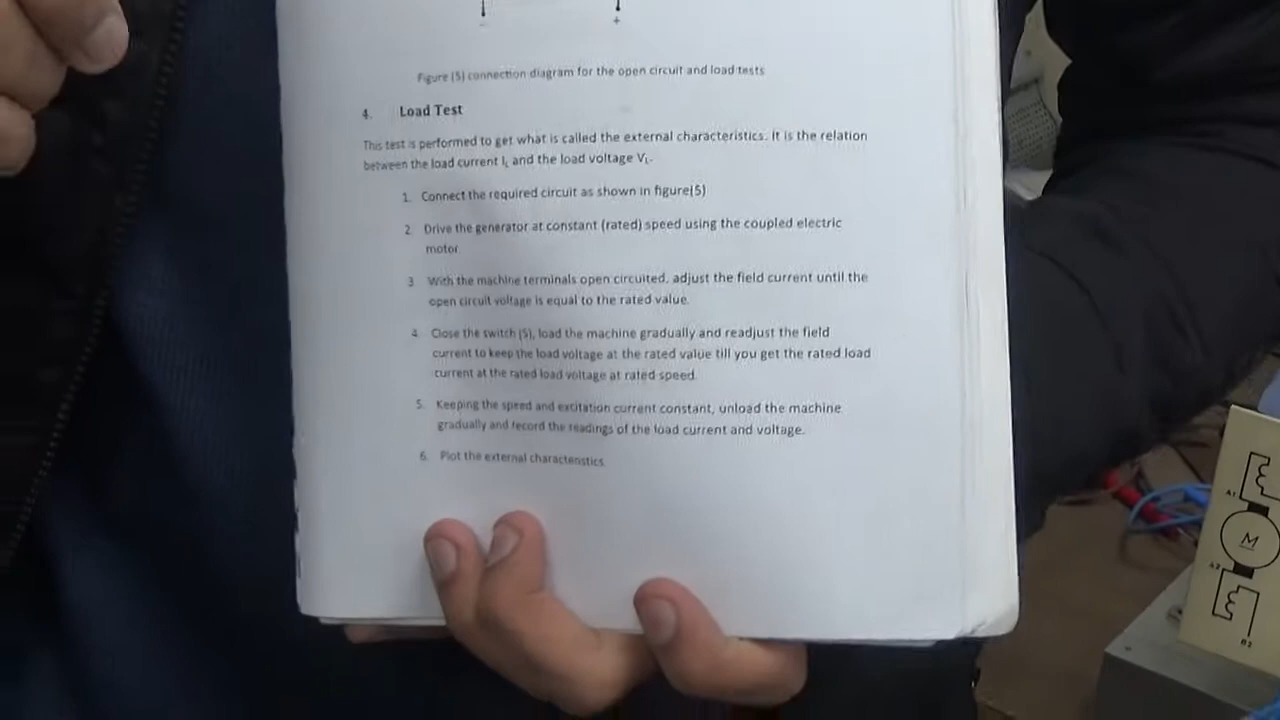 - +
Figure (5) connection diagram for the open circuit and load tests
4. Load Test
This test is performed to get what is called the external characteristics. It is the relation
between the load current IL and the load voltage VL.
1. Connect the required circuit as shown in figure(5)
2. Drive the generator at constant (rated) speed using the coupled electric
motor.
3. With the machine terminals open circuited, adjust the field current until the
open circuit voltage is equal to the rated value.
4. Close the switch (S), load the machine gradually and readjust the field
current to keep the load voltage at the rated value till you get the rated load
current at the rated load voltage at rated speed.
5. Keeping the speed and excitation current constant, unload the machine
gradually and record the readings of the load current and voltage.
6. Plot the external characteristics.
A1
M
A2
B2